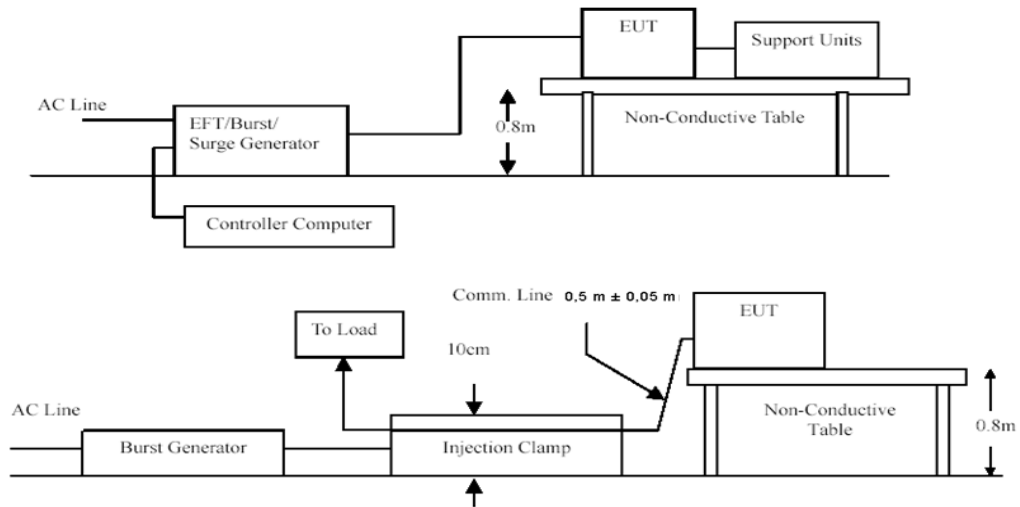 EUT
Support Units
AC Line
EFT/Burst/
Surge Generator
0.8m
Non-Conductive Table
Controller Computer
Comm. Line 0,5 m ± 0,05 m
EUT
To Load
10cm
AC Line
Burst Generator
Injection Clamp
Non-Conductive
Table
0.8m